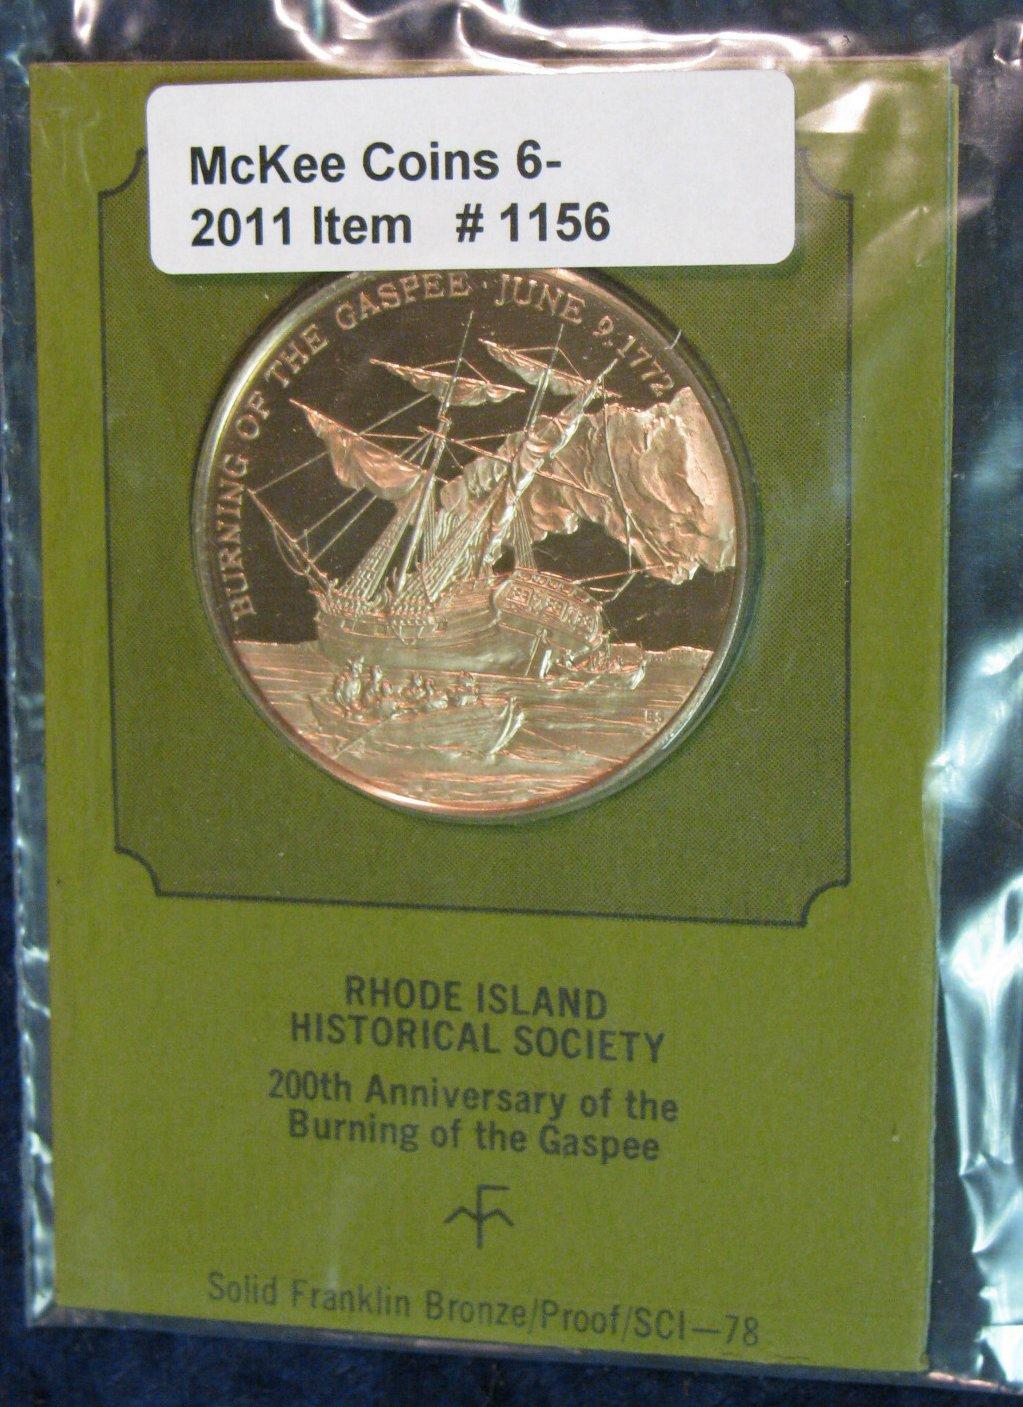 McKee Coins 6-
2011 Item # 1156
BURNING OF THE GASPEE · JUNE 9, 1772
RHODE ISLAND
HISTORICAL SOCIETY
200th Anniversary of the
Burning of the Gaspee
Solid Franklin Bronze/Proof/SCI—78